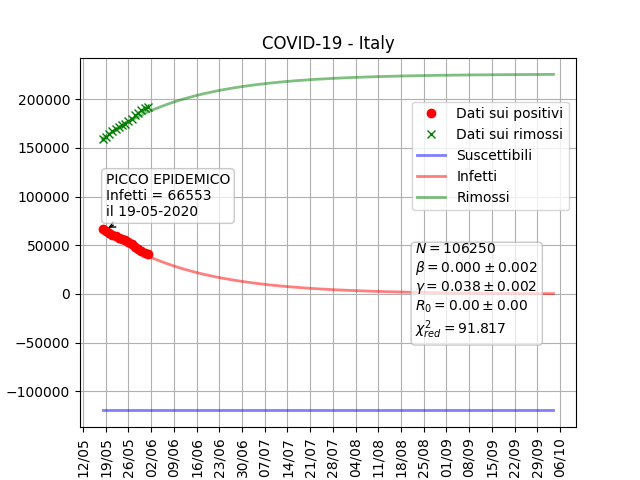 COVID-19 - Italy
200000
150000
100000
50000
0
−50000
−100000
Dati sui positivi
Dati sui rimossi
Suscettibili
Infetti
Rimossi
PICCO EPIDEMICO
Infetti = 66553
il 19-05-2020
N = 106250
β = 0.000 ± 0.002
γ = 0.038 ± 0.002
R₀ = 0.00 ± 0.00
χ²red = 91.817
12/05 19/05 26/05 02/06 09/06 16/06 23/06 30/06 07/07 14/07 21/07 28/07 04/08 11/08 18/08 25/08 01/09 08/09 15/09 22/09 29/09 06/10